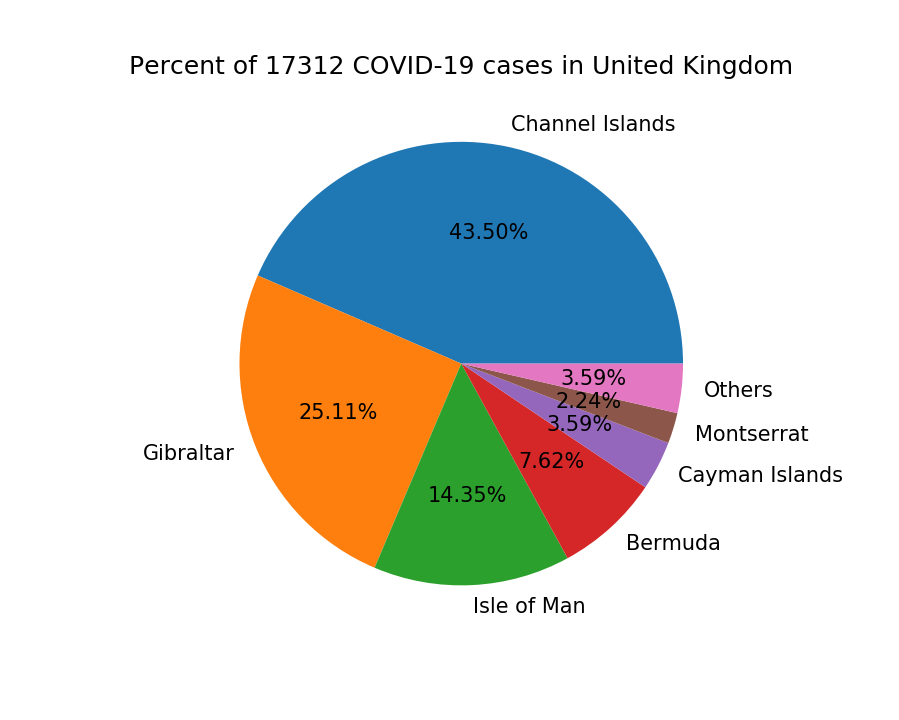 Percent of 17312 COVID-19 cases in United Kingdom
Channel Islands
43.50%
Gibraltar
25.11%
Isle of Man
14.35%
Bermuda
7.62%
Cayman Islands
3.59%
Montserrat
2.24%
Others
3.59%